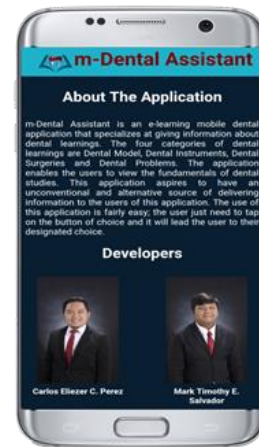 m-Dental Assistant
About The Application
m-Dental Assistant is an e-learning mobile dental
application that specializes at giving information about
dental learnings. The four categories of dental
learnings are Dental Model, Dental Instruments, Dental
Surgeries and Dental Problems. The application
enables the users to view the fundamentals of dental
studies. This application aspires to have an
unconventional and alternative source of delivering
information to the users of this application. The use of
this application is fairly easy; the user just need to tap
on the button of choice and it will lead the user to their
designated choice.
Developers
Carlos Eliezer C. Perez
Mark Timothy E.
Salvador